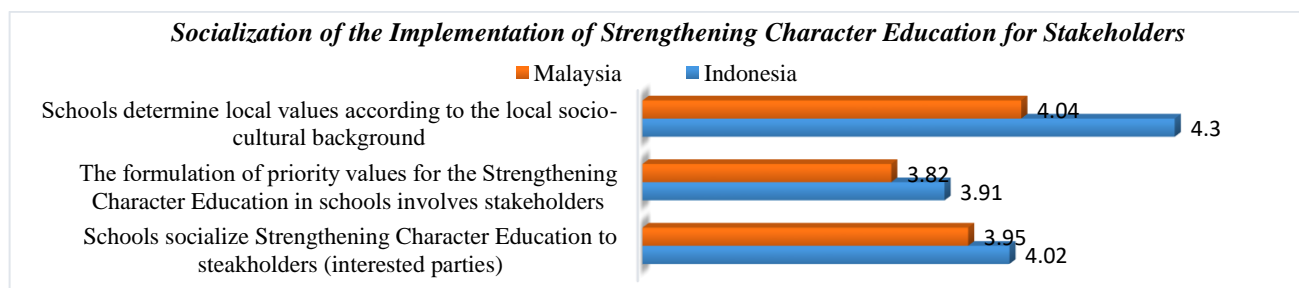 Socialization of the Implementation of Strengthening Character Education for Stakeholders
Malaysia Indonesia
Schools determine local values according to the local socio-
cultural background
4.04
4.3
The formulation of priority values for the Strengthening
Character Education in schools involves stakeholders
3.82
3.91
Schools socialize Strengthening Character Education to
steakholders (interested parties)
3.95
4.02